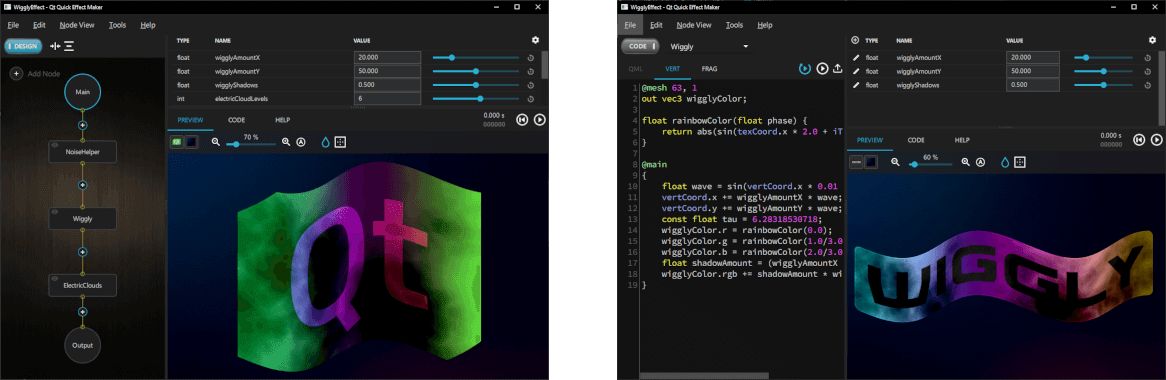 WigglyEffect - Qt Quick Effect Maker
File Edit Node View Tools Help
DESIGN
Add Node
Main
NoiseHelper
Wiggly
ElectricClouds
Output
TYPE NAME VALUE
float wigglyAmountX 20.000
float wigglyAmountY 50.000
float wigglyShadows 0.500
int electricCloudLevels 6
PREVIEW CODE HELP
0.000 s
000000
70 %
Qt
WigglyEffect - Qt Quick Effect Maker
File Edit Node View Tools Help
CODE Wiggly
QML VERT FRAG
1 @mesh 63, 1
2 out vec3 wigglyColor;
3
4 float rainbowColor(float phase) {
5 return abs(sin(texCoord.x * 2.0 + iT
6 }
7
8 @main
9 {
10 float wave = sin(vertCoord.x * 0.01
11 vertCoord.x += wigglyAmountX * wave;
12 vertCoord.y += wigglyAmountY * wave;
13 const float tau = 6.28318530718;
14 wigglyColor.r = rainbowColor(0.0);
15 wigglyColor.g = rainbowColor(1.0/3.0
16 wigglyColor.b = rainbowColor(2.0/3.0
17 float shadowAmount = (wigglyAmountX
18 wigglyColor.rgb += shadowAmount * wi
19 }
TYPE NAME VALUE
float wigglyAmountX 20.000
float wigglyAmountY 50.000
float wigglyShadows 0.500
PREVIEW CODE HELP
0.000 s
000000
60 %
WIGGLY